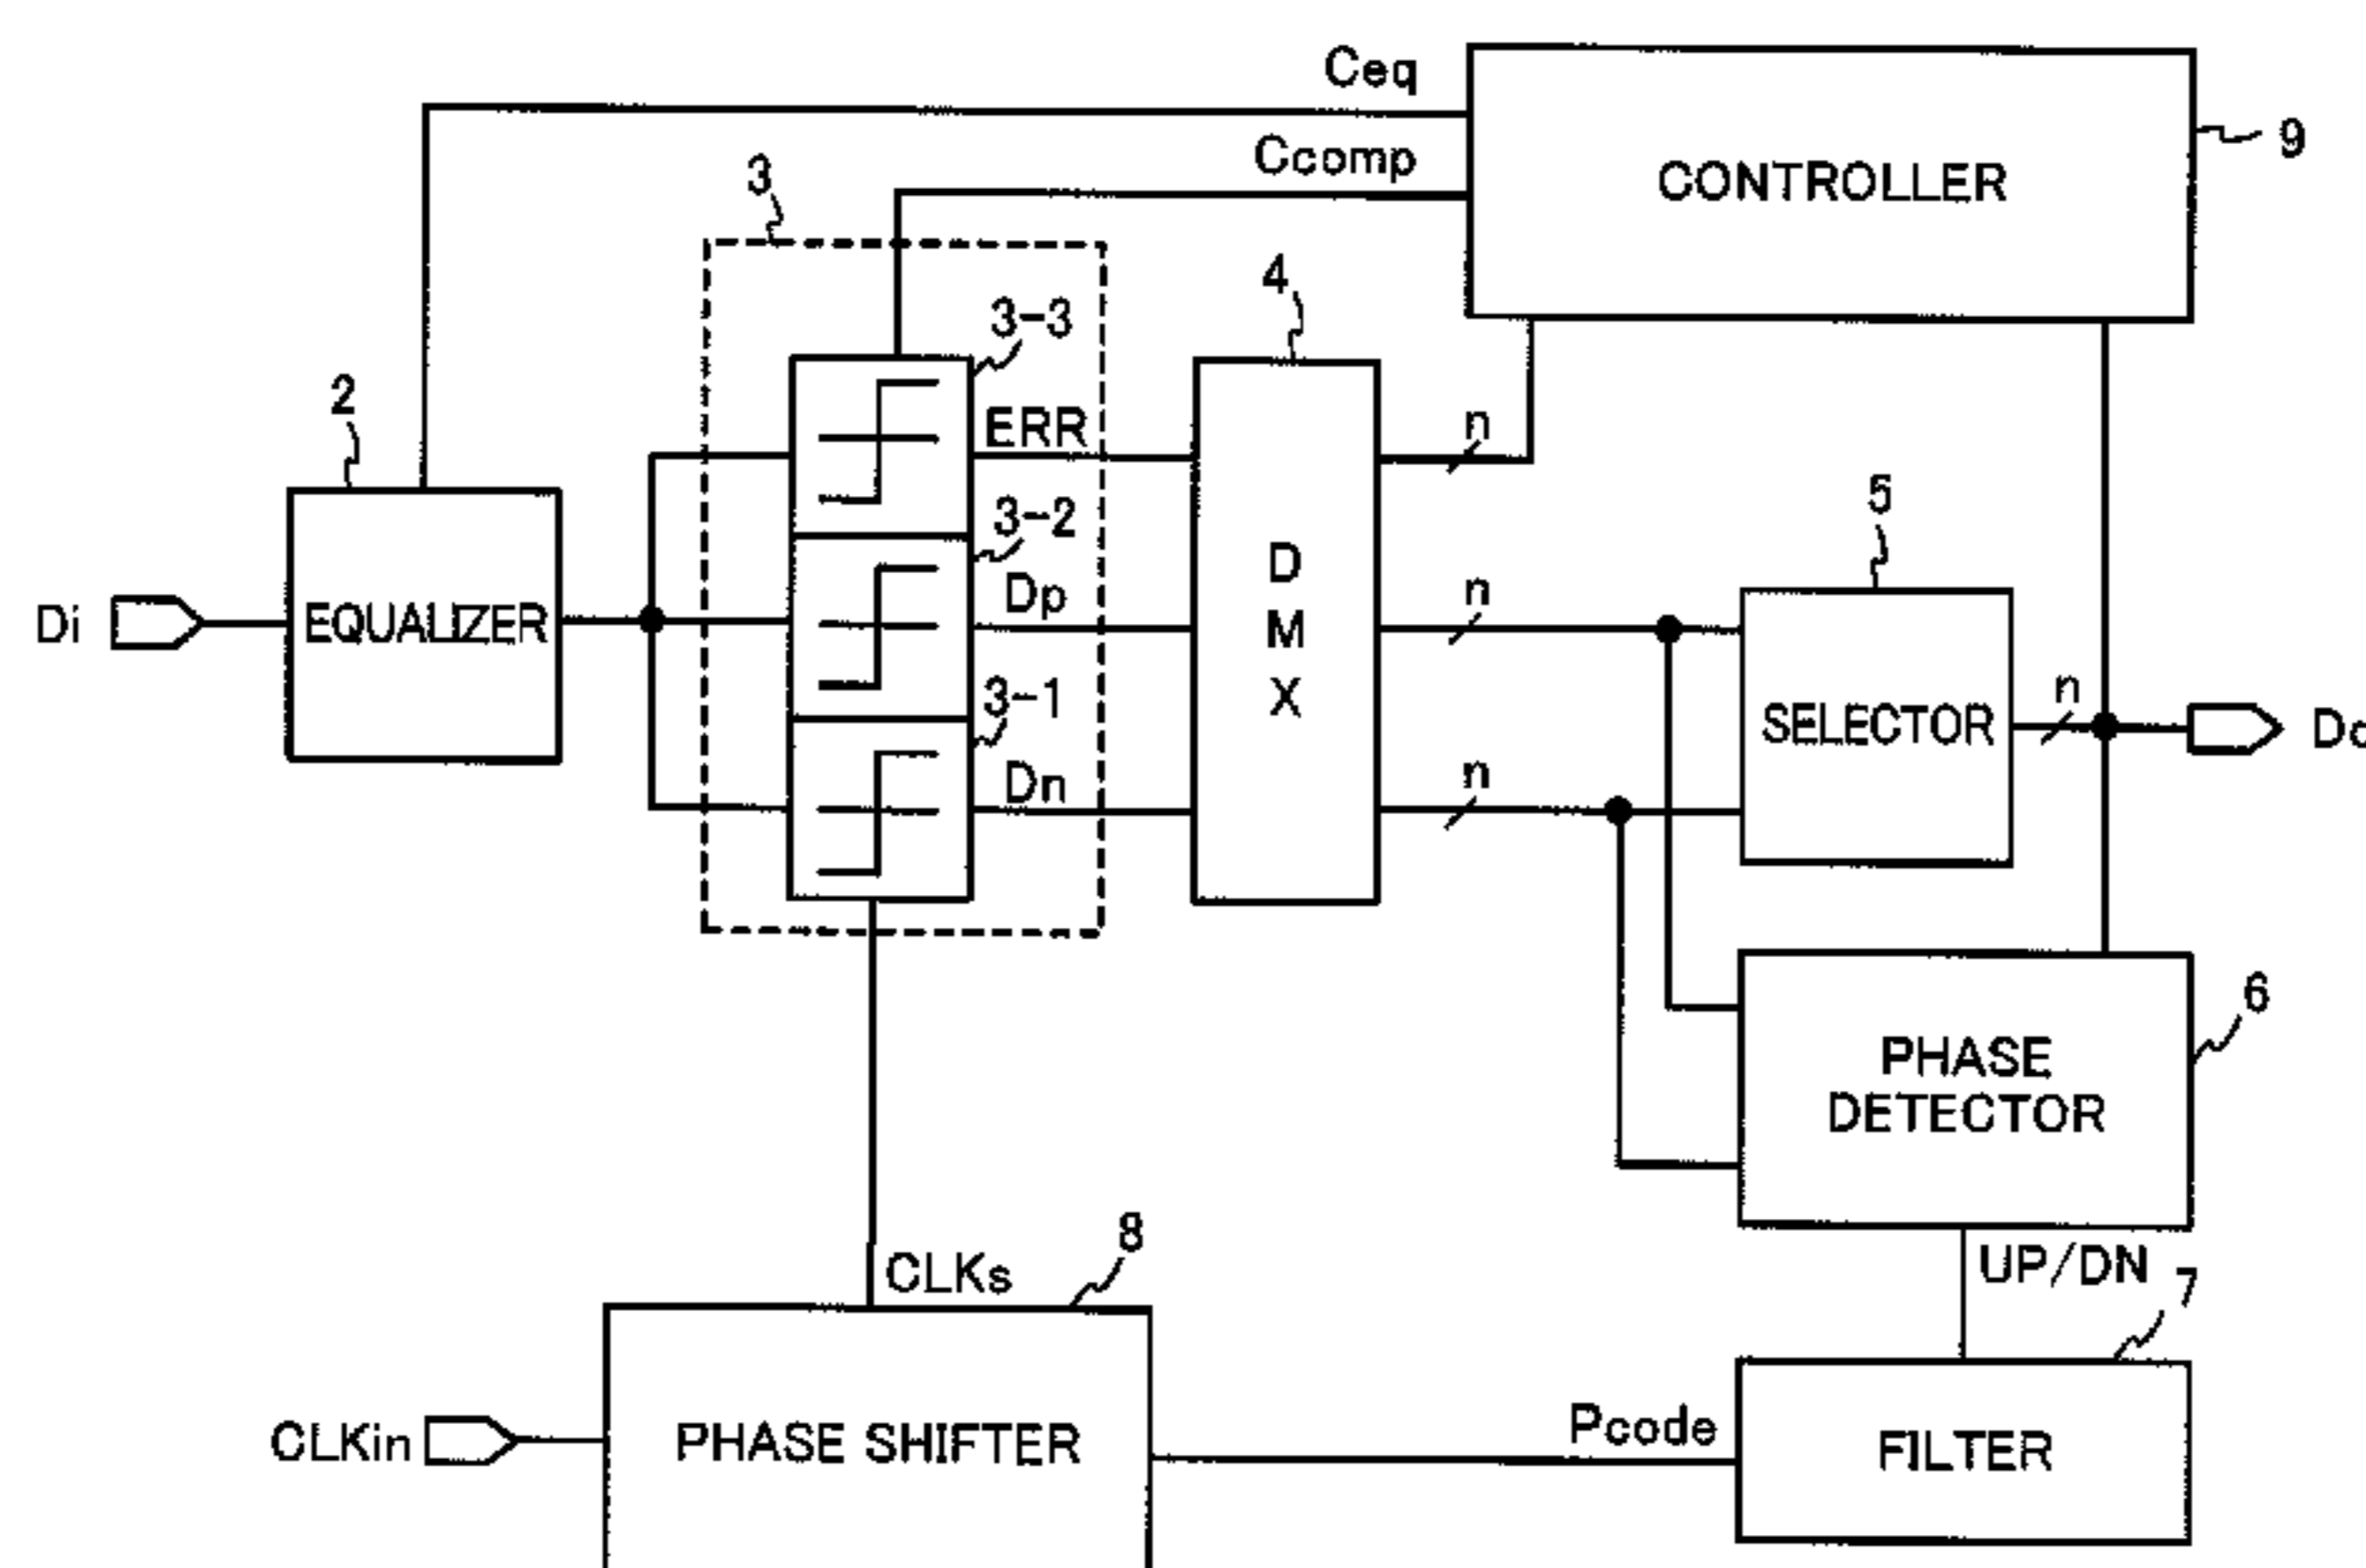 Ceq
Ccomp
CONTROLLER
9
3
4
3-3
ERR
n
2
3-2
5
Di
EQUALIZER
Dp
D
M
X
n
SELECTOR
n
3-1
Dn
n
6
PHASE
DETECTOR
8
CLKs
UP/DN
7
CLKin
PHASE SHIFTER
Pcode
FILTER